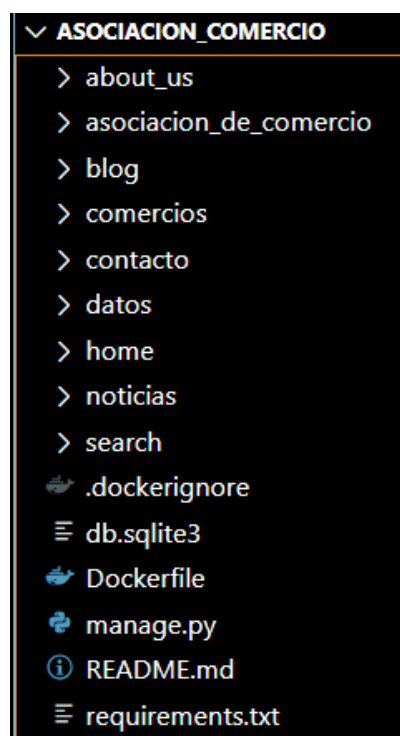 ASOCIACION_COMERCIO
about_us
asociacion_de_comercio
blog
comercios
contacto
datos
home
noticias
search
.dockerignore
db.sqlite3
Dockerfile
manage.py
README.md
requirements.txt